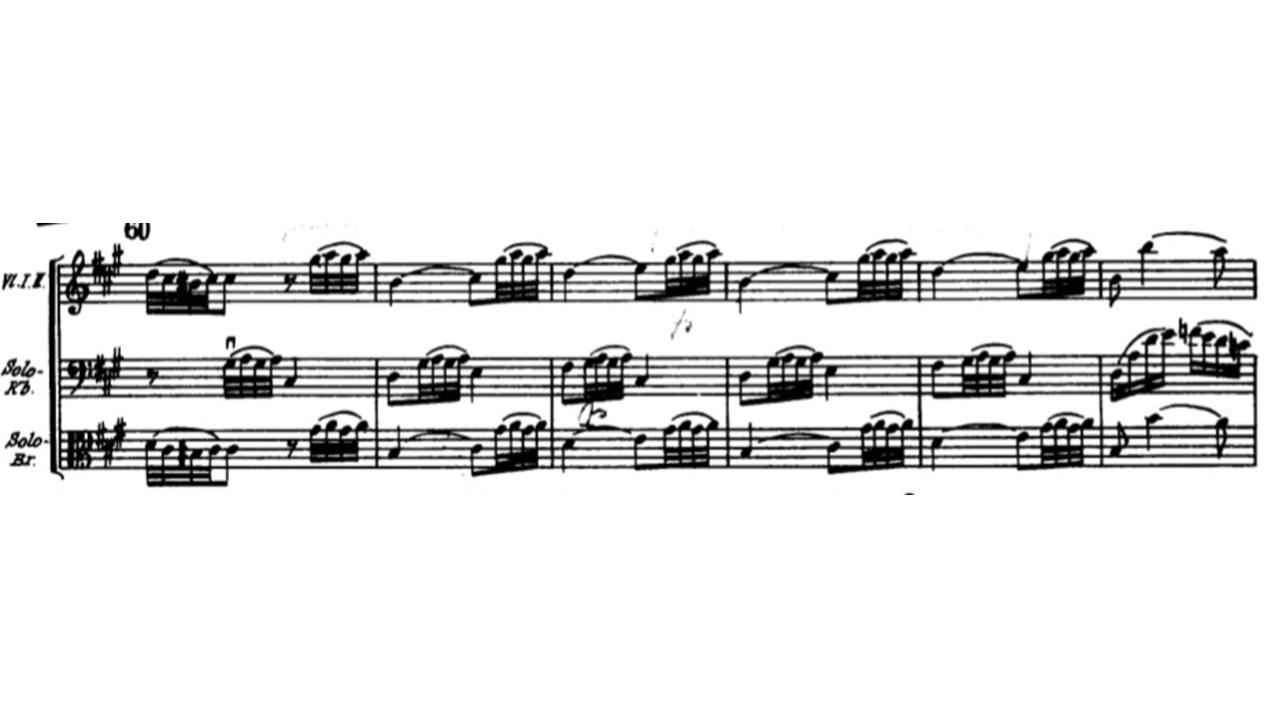 60
Vl. I. II.
Solo-
Kb.
Solo-
Br.